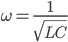 ω = 1/√(LC)